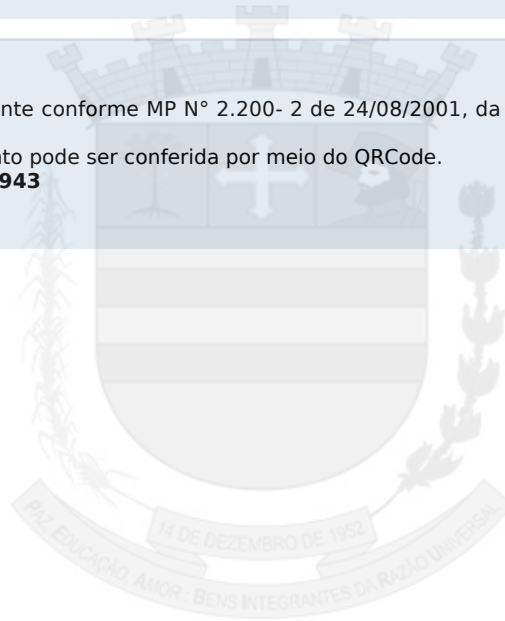 nte conforme MP N° 2.200- 2 de 24/08/2001, da
nto pode ser conferida por meio do QRCode.
943
14 DE DEZEMBRO DE 1952
PAZ, EDUCAÇÃO, AMOR : BENS INTEGRANTES DA RAZÃO UNIVERSAL